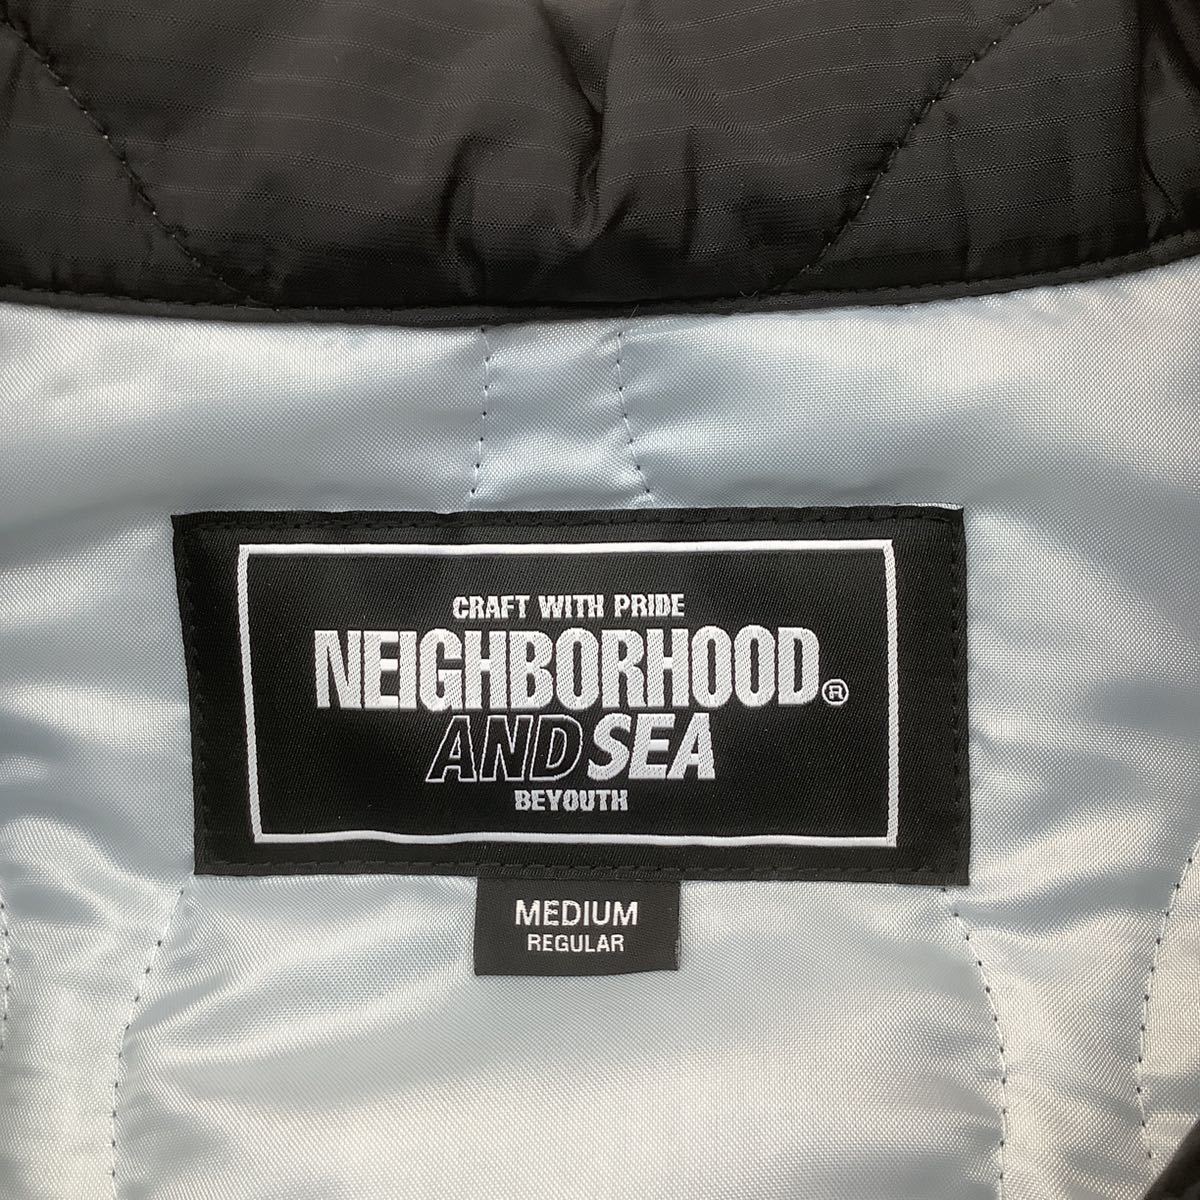 CRAFT WITH PRIDE
NEIGHBORHOOD®
AND SEA
BEYOUTH
MEDIUM
REGULAR